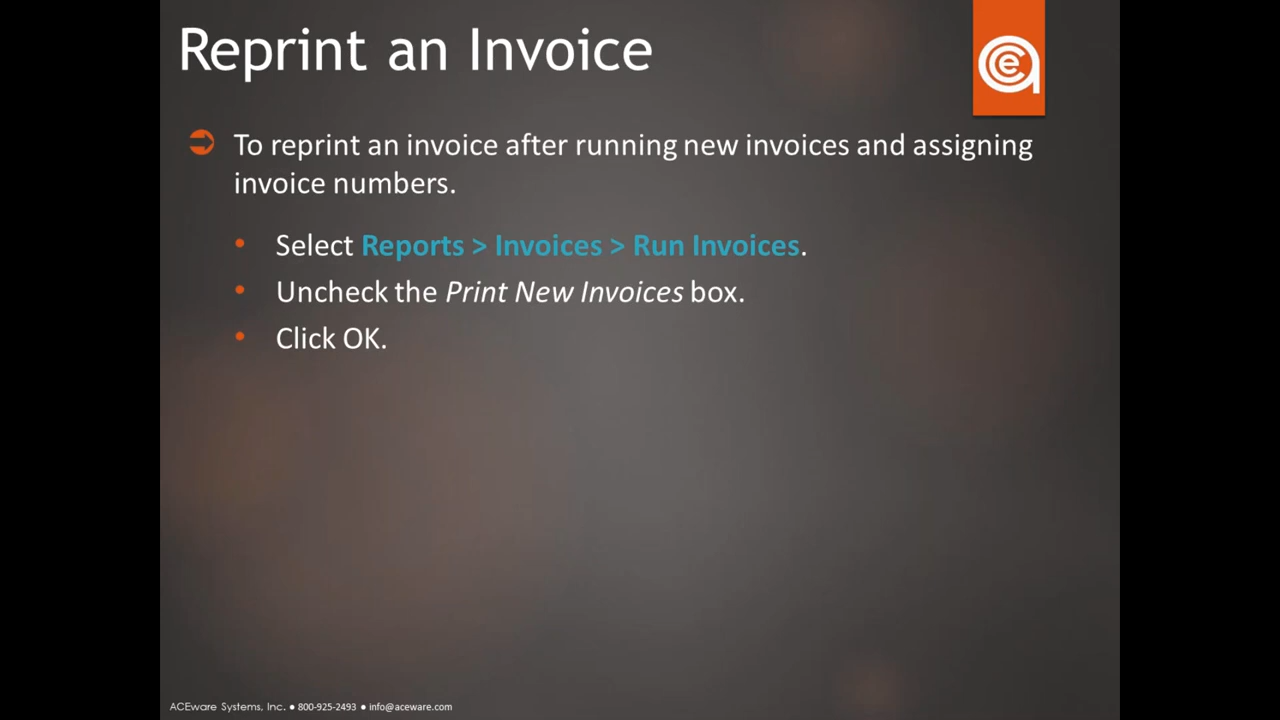 Reprint an Invoice
To reprint an invoice after running new invoices and assigning
invoice numbers.
• Select Reports > Invoices > Run Invoices.
• Uncheck the Print New Invoices box.
• Click OK.
ACEware Systems, Inc. ● 800-925-2493 ● info@aceware.com